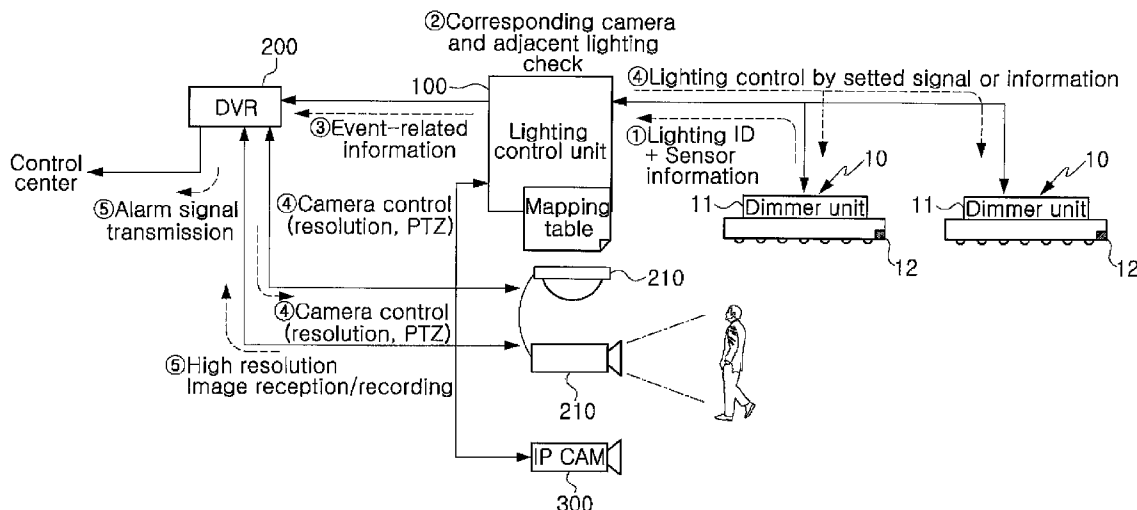 ②Corresponding camera
and adjacent lighting
check
200
100
④Lighting control by setted signal or information
DVR
③Event-related
information
Lighting
control unit
①Lighting ID
+ Sensor
information
10
10
Control
center
⑤Alarm signal
transmission
④Camera control
(resolution, PTZ)
Mapping
table
11
Dimmer unit
11
Dimmer unit
12
12
210
④Camera control
(resolution, PTZ)
⑤High resolution
Image reception/recording
210
IP CAM
300